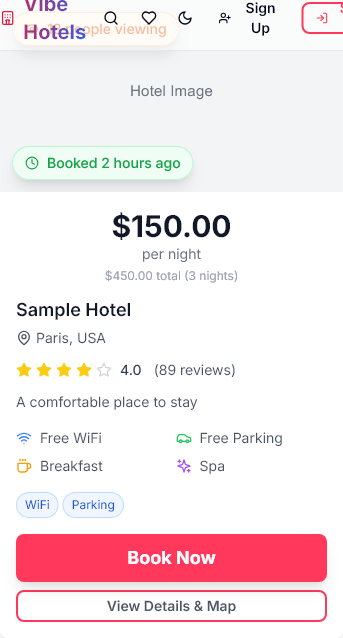 Vibe
Hotels
Sign
Up
people viewing
Hotel Image
Booked 2 hours ago
$150.00
per night
$450.00 total (3 nights)
Sample Hotel
Paris, USA
4.0 (89 reviews)
A comfortable place to stay
Free WiFi
Free Parking
Breakfast
Spa
WiFi
Parking
Book Now
View Details & Map